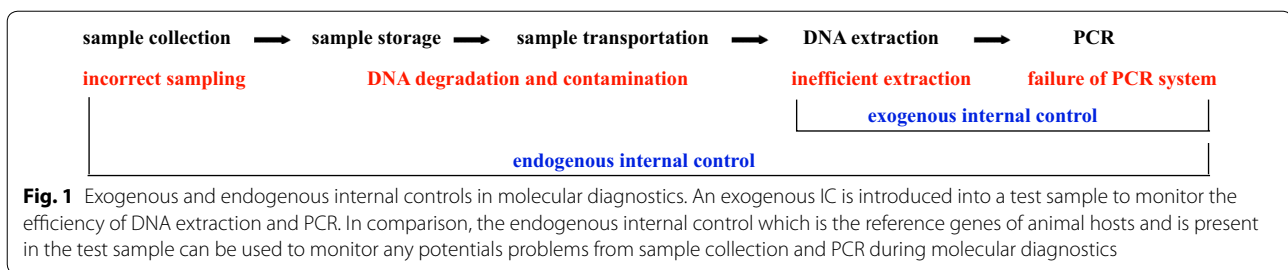 sample collection sample storage sample transportation DNA extraction PCR
incorrect sampling DNA degradation and contamination inefficient extraction failure of PCR system
exogenous internal control
endogenous internal control
Fig. 1 Exogenous and endogenous internal controls in molecular diagnostics. An exogenous IC is introduced into a test sample to monitor the
efficiency of DNA extraction and PCR. In comparison, the endogenous internal control which is the reference genes of animal hosts and is present
in the test sample can be used to monitor any potentials problems from sample collection and PCR during molecular diagnostics